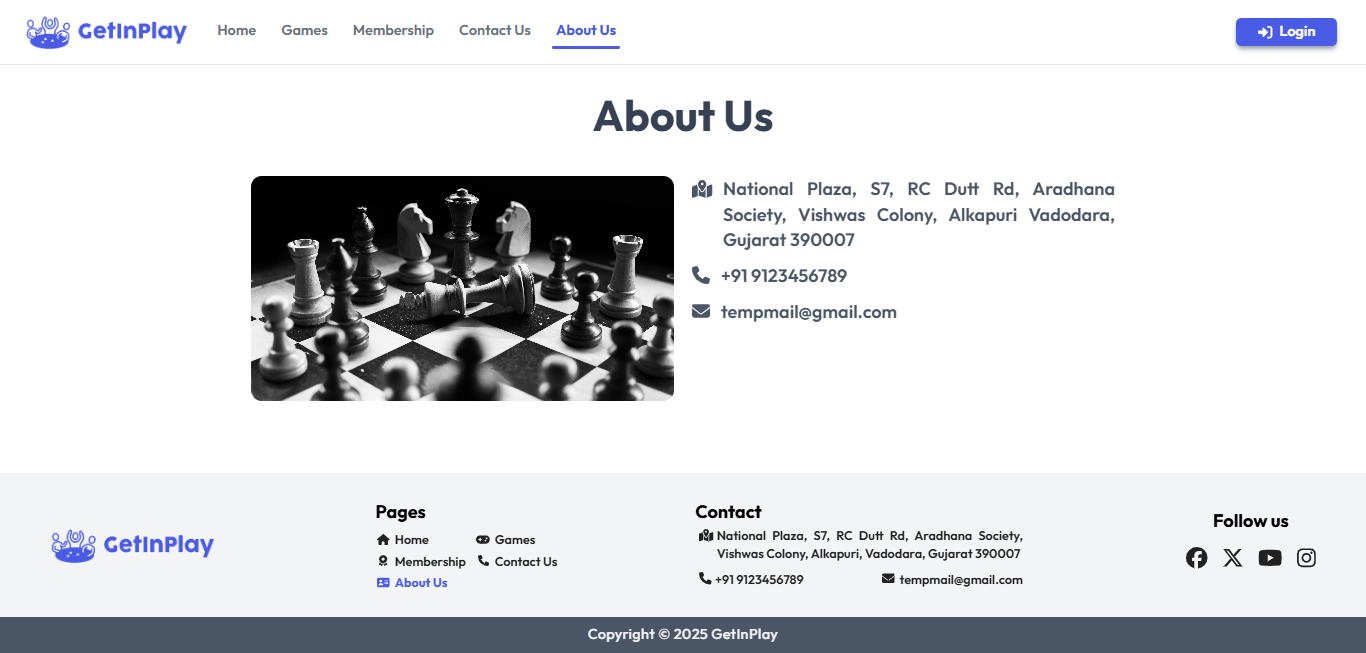 GetInPlay
Home
Games
Membership
Contact Us
About Us
Login
About Us
National Plaza, S7, RC Dutt Rd, Aradhana
Society, Vishwas Colony, Alkapuri Vadodara,
Gujarat 390007
+91 9123456789
tempmail@gmail.com
GetInPlay
Pages
Home
Games
Membership
Contact Us
About Us
Contact
National Plaza, S7, RC Dutt Rd, Aradhana Society,
Vishwas Colony, Alkapuri, Vadodara, Gujarat 390007
+91 9123456789
tempmail@gmail.com
Follow us
Copyright © 2025 GetInPlay